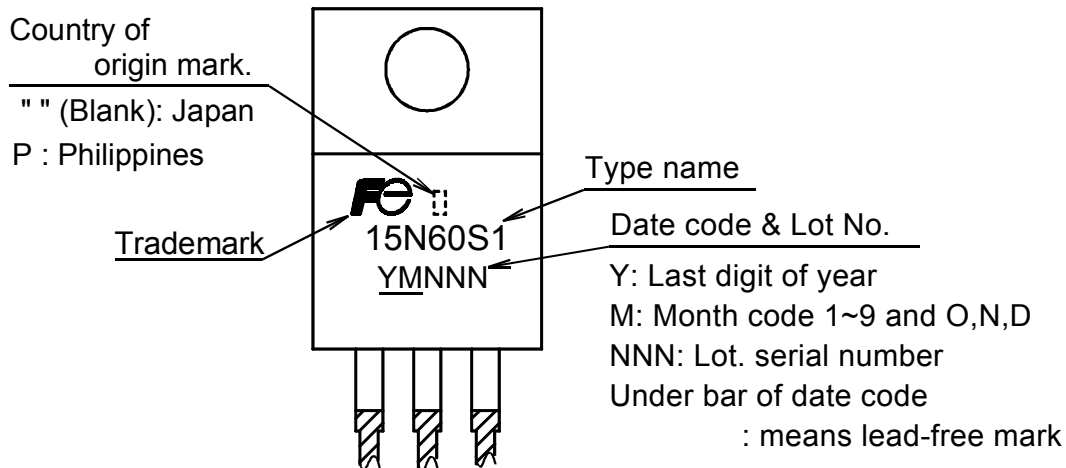 Country of
origin mark.
" " (Blank): Japan
P : Philippines
Trademark
Fe
15N60S1
YMNNN
Type name
Date code & Lot No.
Y: Last digit of year
M: Month code 1~9 and O,N,D
NNN: Lot. serial number
Under bar of date code
: means lead-free mark